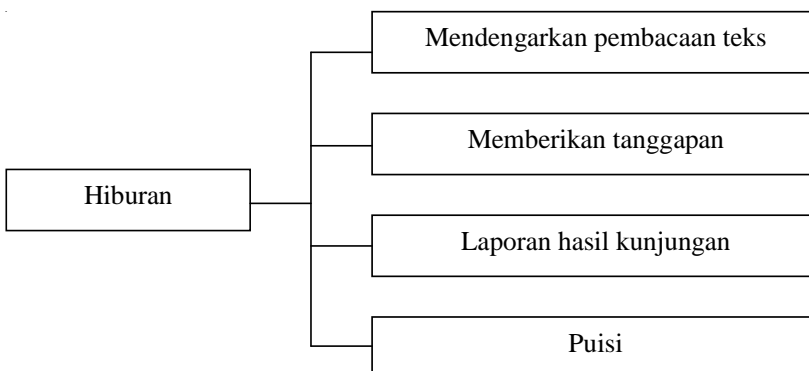 Mendengarkan pembacaan teks
Memberikan tanggapan
Hiburan
Laporan hasil kunjungan
Puisi